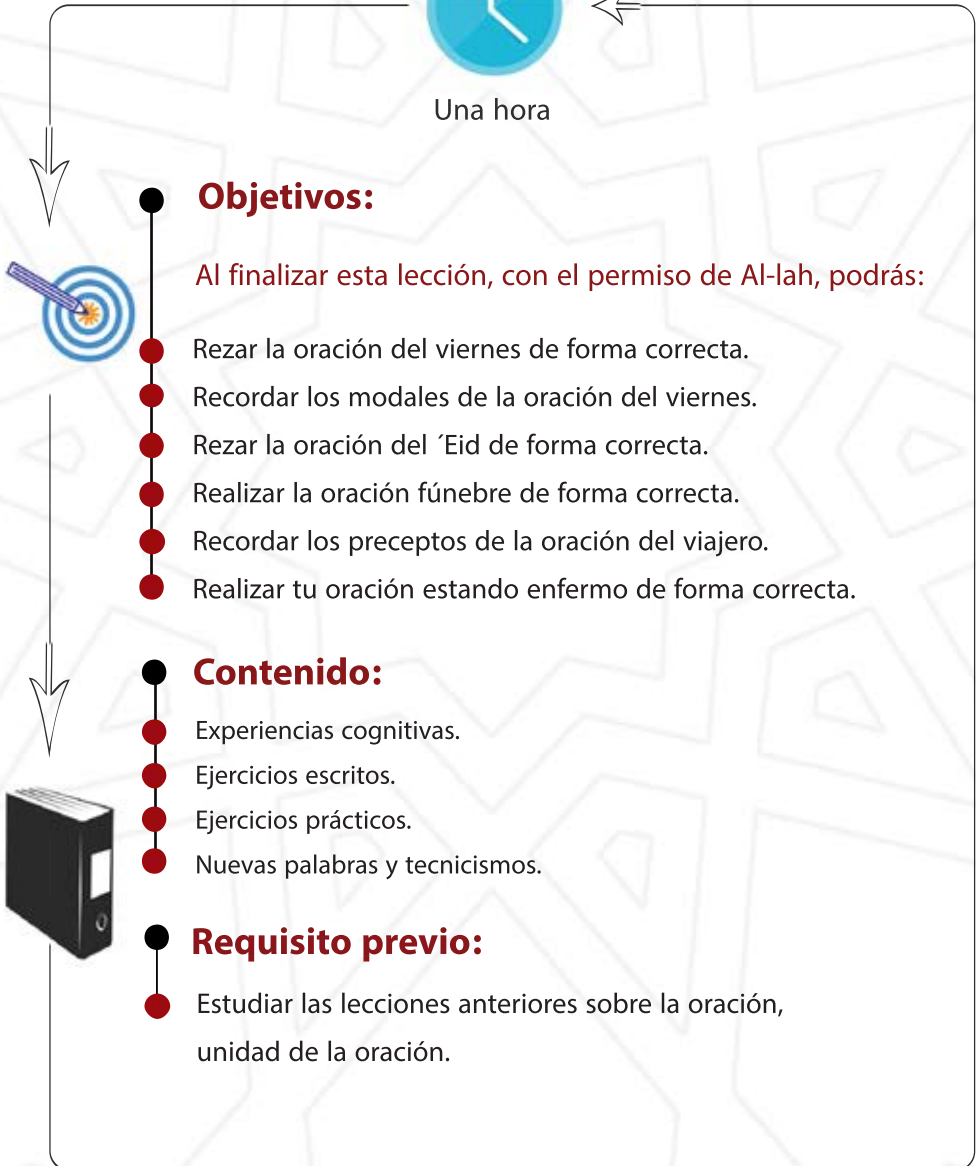 Una hora
Objetivos:
Al finalizar esta lección, con el permiso de Al-lah, podrás:
Rezar la oración del viernes de forma correcta.
Recordar los modales de la oración del viernes.
Rezar la oración del ´Eid de forma correcta.
Realizar la oración fúnebre de forma correcta.
Recordar los preceptos de la oración del viajero.
Realizar tu oración estando enfermo de forma correcta.
Contenido:
Experiencias cognitivas.
Ejercicios escritos.
Ejercicios prácticos.
Nuevas palabras y tecnicismos.
Requisito previo:
Estudiar las lecciones anteriores sobre la oración,
unidad de la oración.